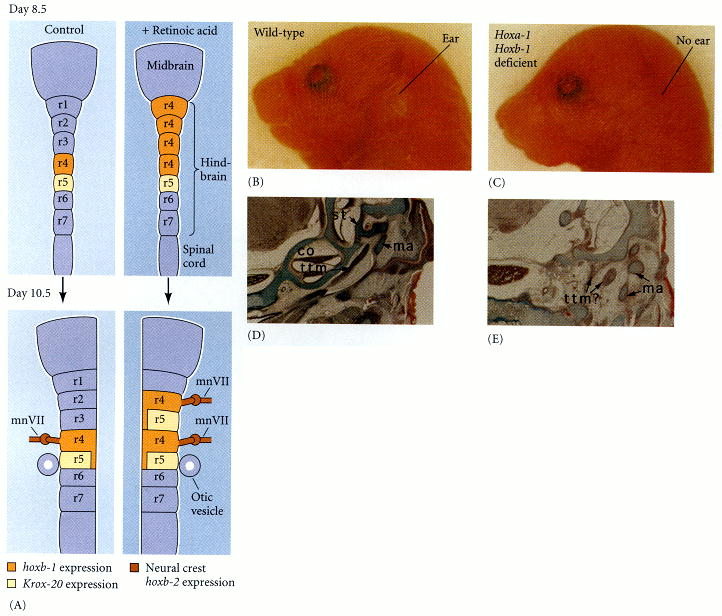 Day 8.5
Control
+ Retinoic acid
Midbrain
r1
r2
r3
r4
r5
r6
r7
r4
r4
r4
r4
r5
r6
r7
Hind-
brain
Spinal
cord
Day 10.5
r1
r2
r3
r4
r5
r6
r7
mnVII
r4
r5
r4
r5
r6
r7
mnVII
mnVII
Otic
vesicle
hoxb-1 expression
Krox-20 expression
Neural crest
hoxb-2 expression
(A)
Wild-type
Ear
(B)
Hoxa-1
Hoxb-1
deficient
No ear
(C)
st
co
ttm
ma
(D)
ttm?
ma
(E)